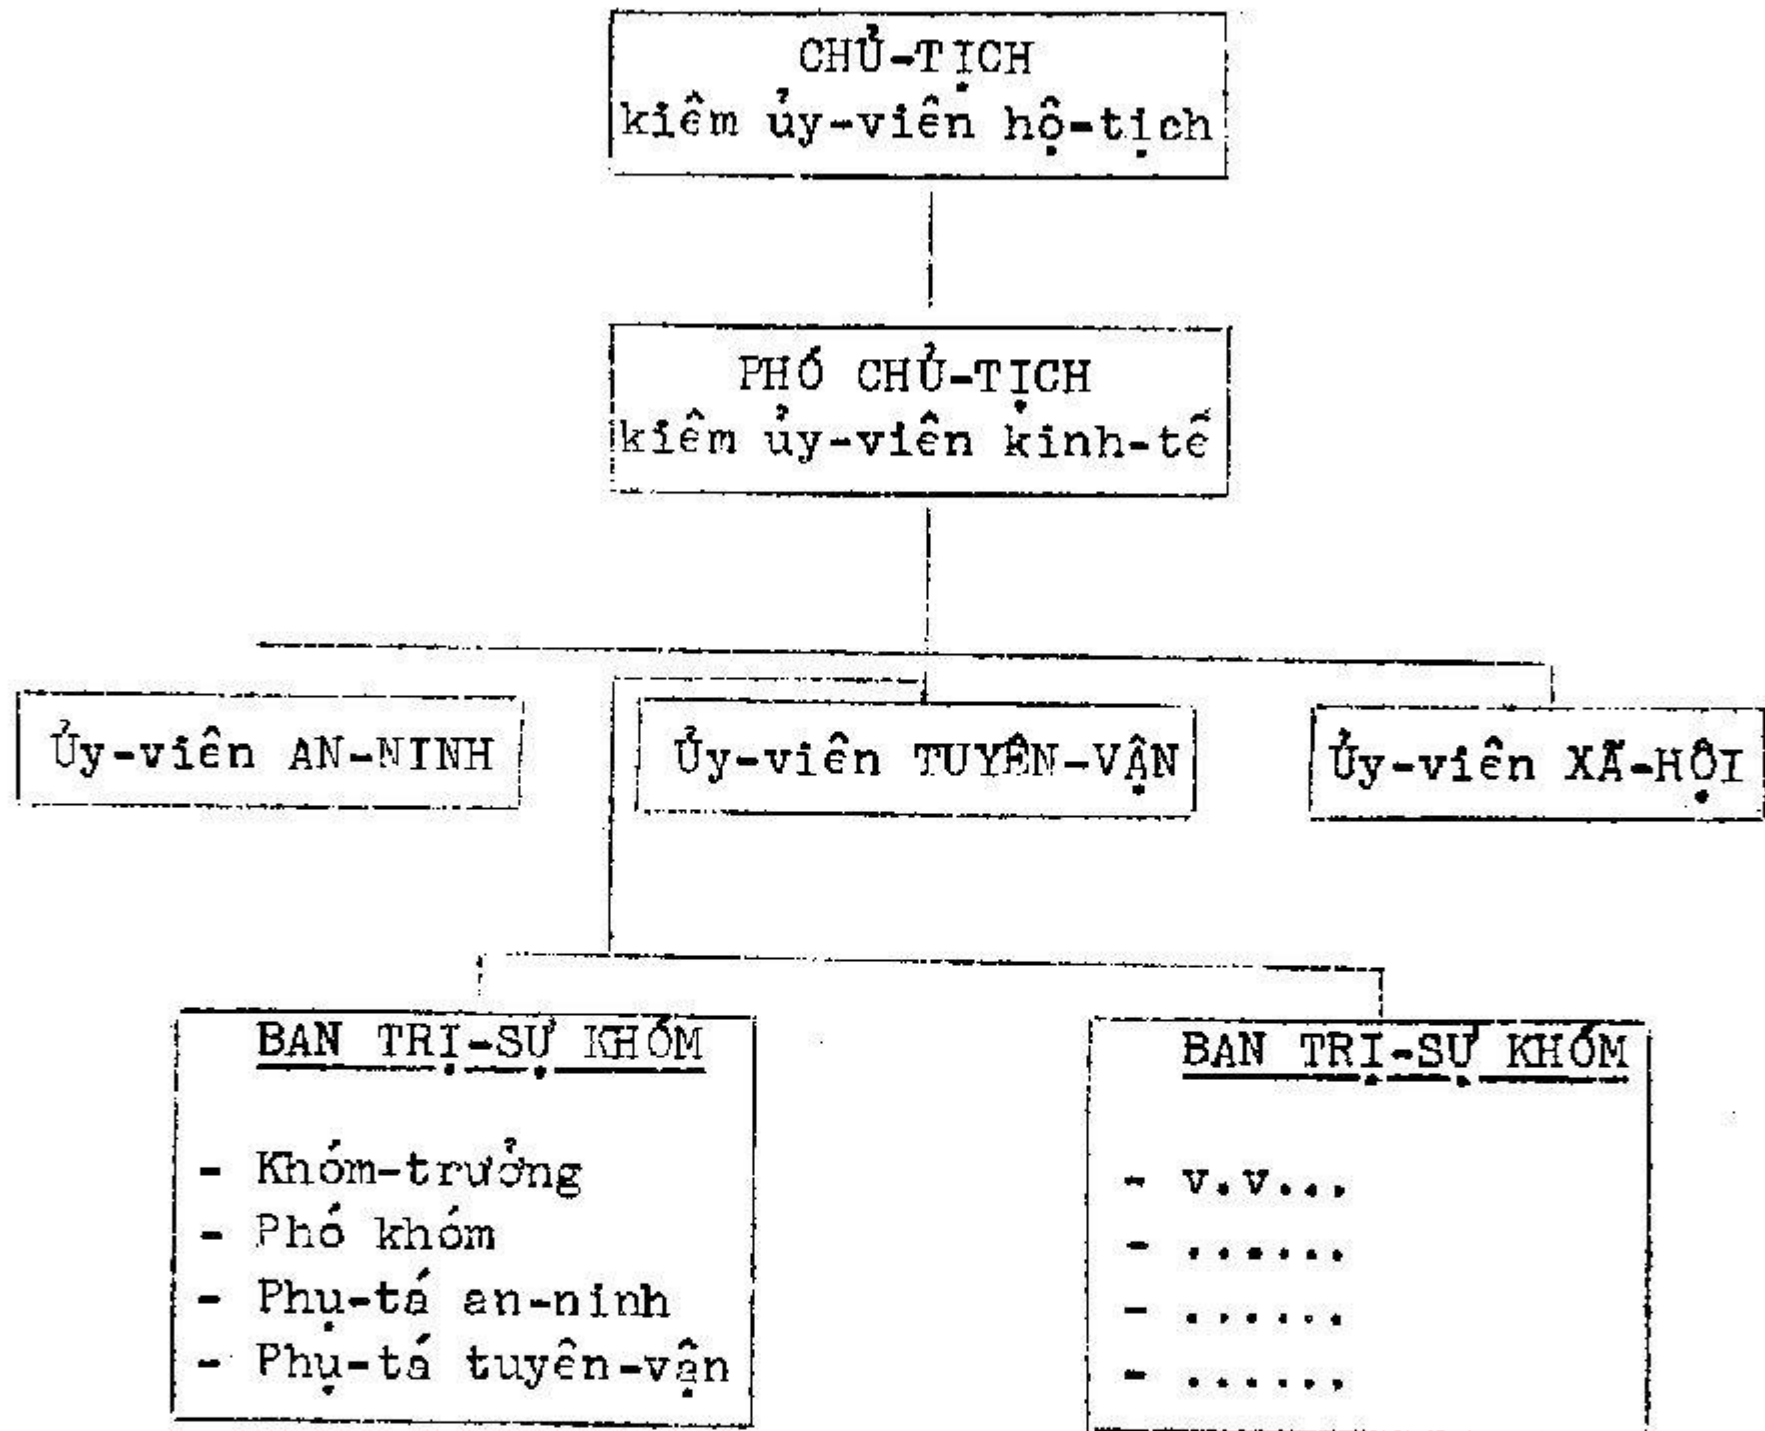 CHỦ-TỊCH
kiêm ủy-viên hộ-tịch
PHÓ CHỦ-TỊCH
kiêm ủy-viên kinh-tế
Ủy-viên AN-NINH
Ủy-viên TUYÊN-VẬN
Ủy-viên XÃ-HỘI
BAN TRỊ-SỰ KHÓM
- Khóm-trưởng
- Phó khóm
- Phụ-tá an-ninh
- Phụ-tá tuyên-vận
BAN TRỊ-SỰ KHÓM
- v.v...
- ......
- ......
- ......